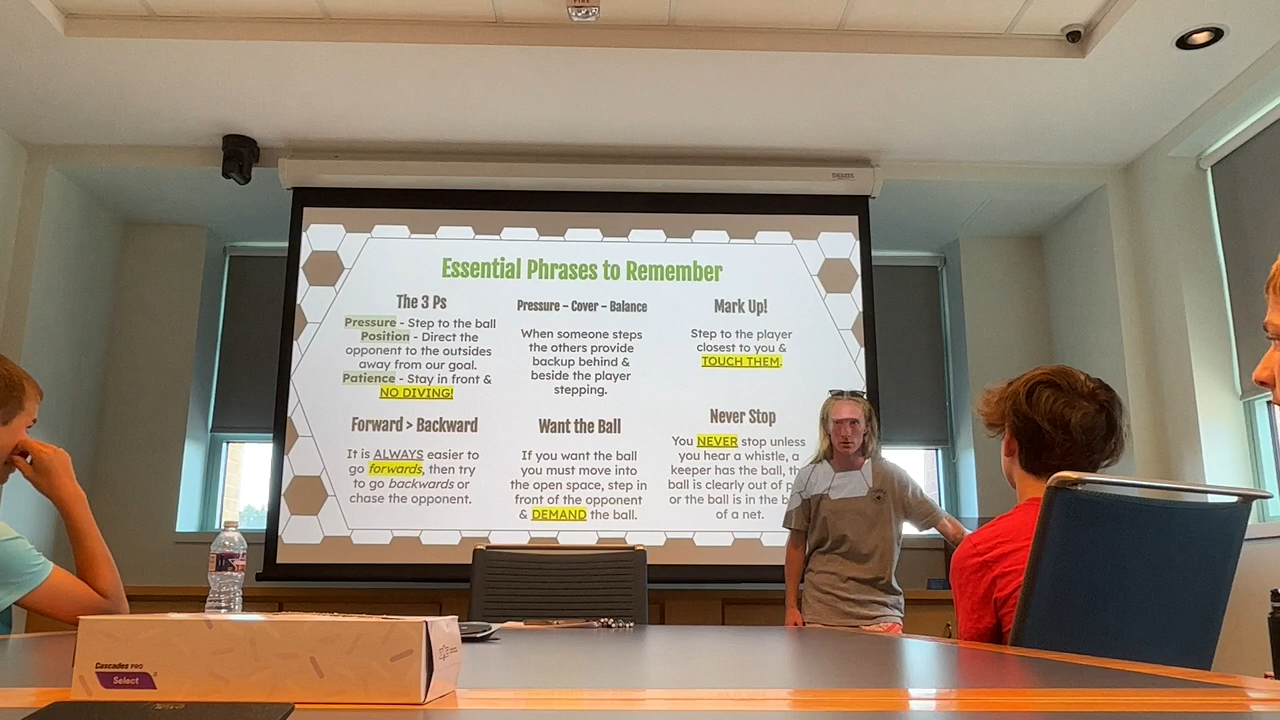 FIRE
Essential Phrases to Remember
The 3 Ps
Pressure - Step to the ball
Position - Direct the
opponent to the outsides
away from our goal.
Patience - Stay in front &
NO DIVING!
Pressure - Cover - Balance
When someone steps
the others provide
backup behind &
beside the player
stepping.
Mark Up!
Step to the player
closest to you &
TOUCH THEM.
Forward > Backward
It is ALWAYS easier to
go forwards, then try
to go backwards or
chase the opponent.
Want the Ball
If you want the ball
you must move into
the open space, step in
front of the opponent
& DEMAND the ball.
Never Stop
You NEVER stop unless
you hear a whistle, a
keeper has the ball, th
ball is clearly out of p
or the ball is in the b
of a net.
Cascades PRO
Select